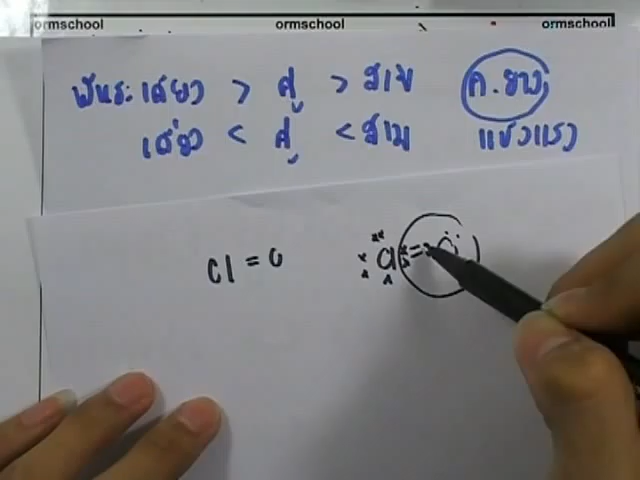 ormschool ormschool ormschool
พันธะเดี่ยว > คู่ > สาม ค.ยาว
เดี่ยว < คู่ < สาม แข็งแรง
Cl = O Cl = O